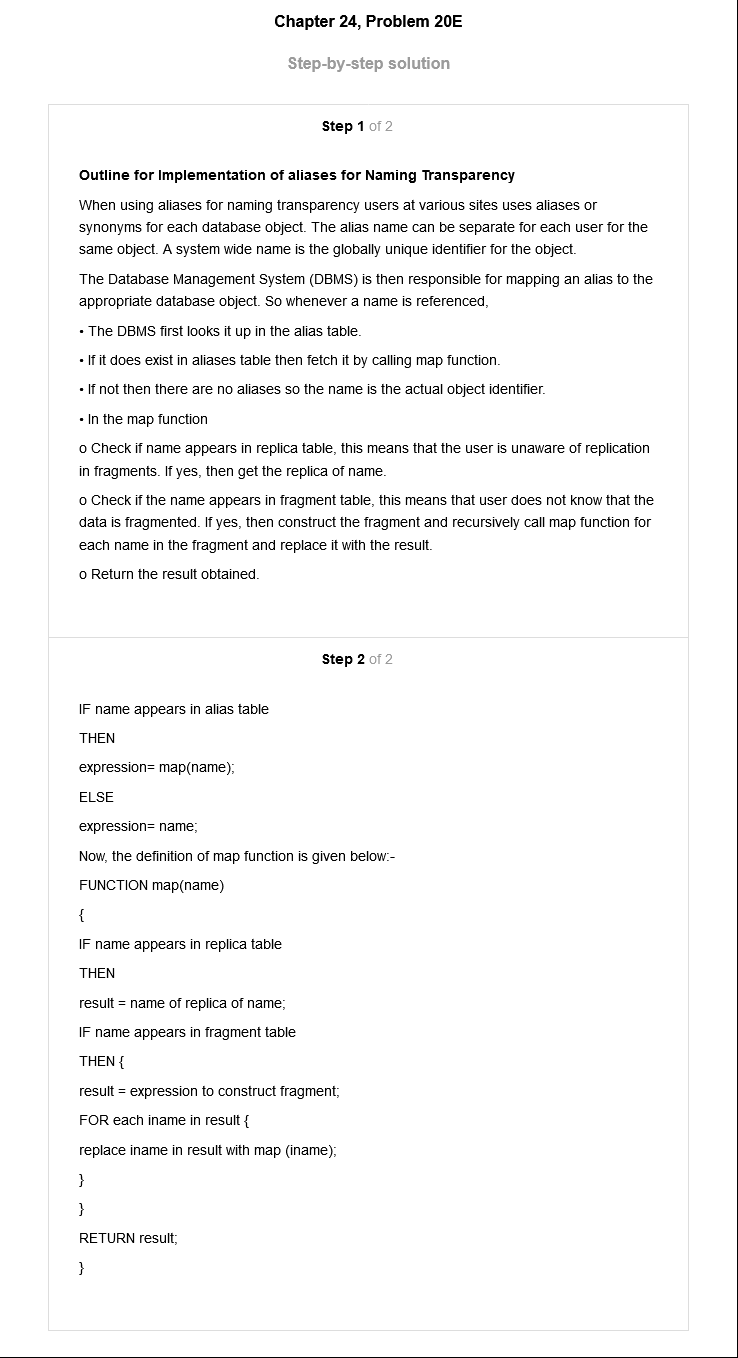 Chapter 24, Problem 20E
Step-by-step solution
Step 1 of 2
Outline for Implementation of aliases for Naming Transparency
When using aliases for naming transparency users at various sites uses aliases or
synonyms for each database object. The alias name can be separate for each user for the
same object. A system wide name is the globally unique identifier for the object.
The Database Management System (DBMS) is then responsible for mapping an alias to the
appropriate database object. So whenever a name is referenced,
• The DBMS first looks it up in the alias table.
• If it does exist in aliases table then fetch it by calling map function.
• If not then there are no aliases so the name is the actual object identifier.
• In the map function
o Check if name appears in replica table, this means that the user is unaware of replication
in fragments. If yes, then get the replica of name.
o Check if the name appears in fragment table, this means that user does not know that the
data is fragmented. If yes, then construct the fragment and recursively call map function for
each name in the fragment and replace it with the result.
o Return the result obtained.
Step 2 of 2
IF name appears in alias table
THEN
expression= map(name);
ELSE
expression= name;
Now, the definition of map function is given below:-
FUNCTION map(name)
{
IF name appears in replica table
THEN
result = name of replica of name;
IF name appears in fragment table
THEN {
result = expression to construct fragment;
FOR each iname in result {
replace iname in result with map (iname);
}
}
RETURN result;
}